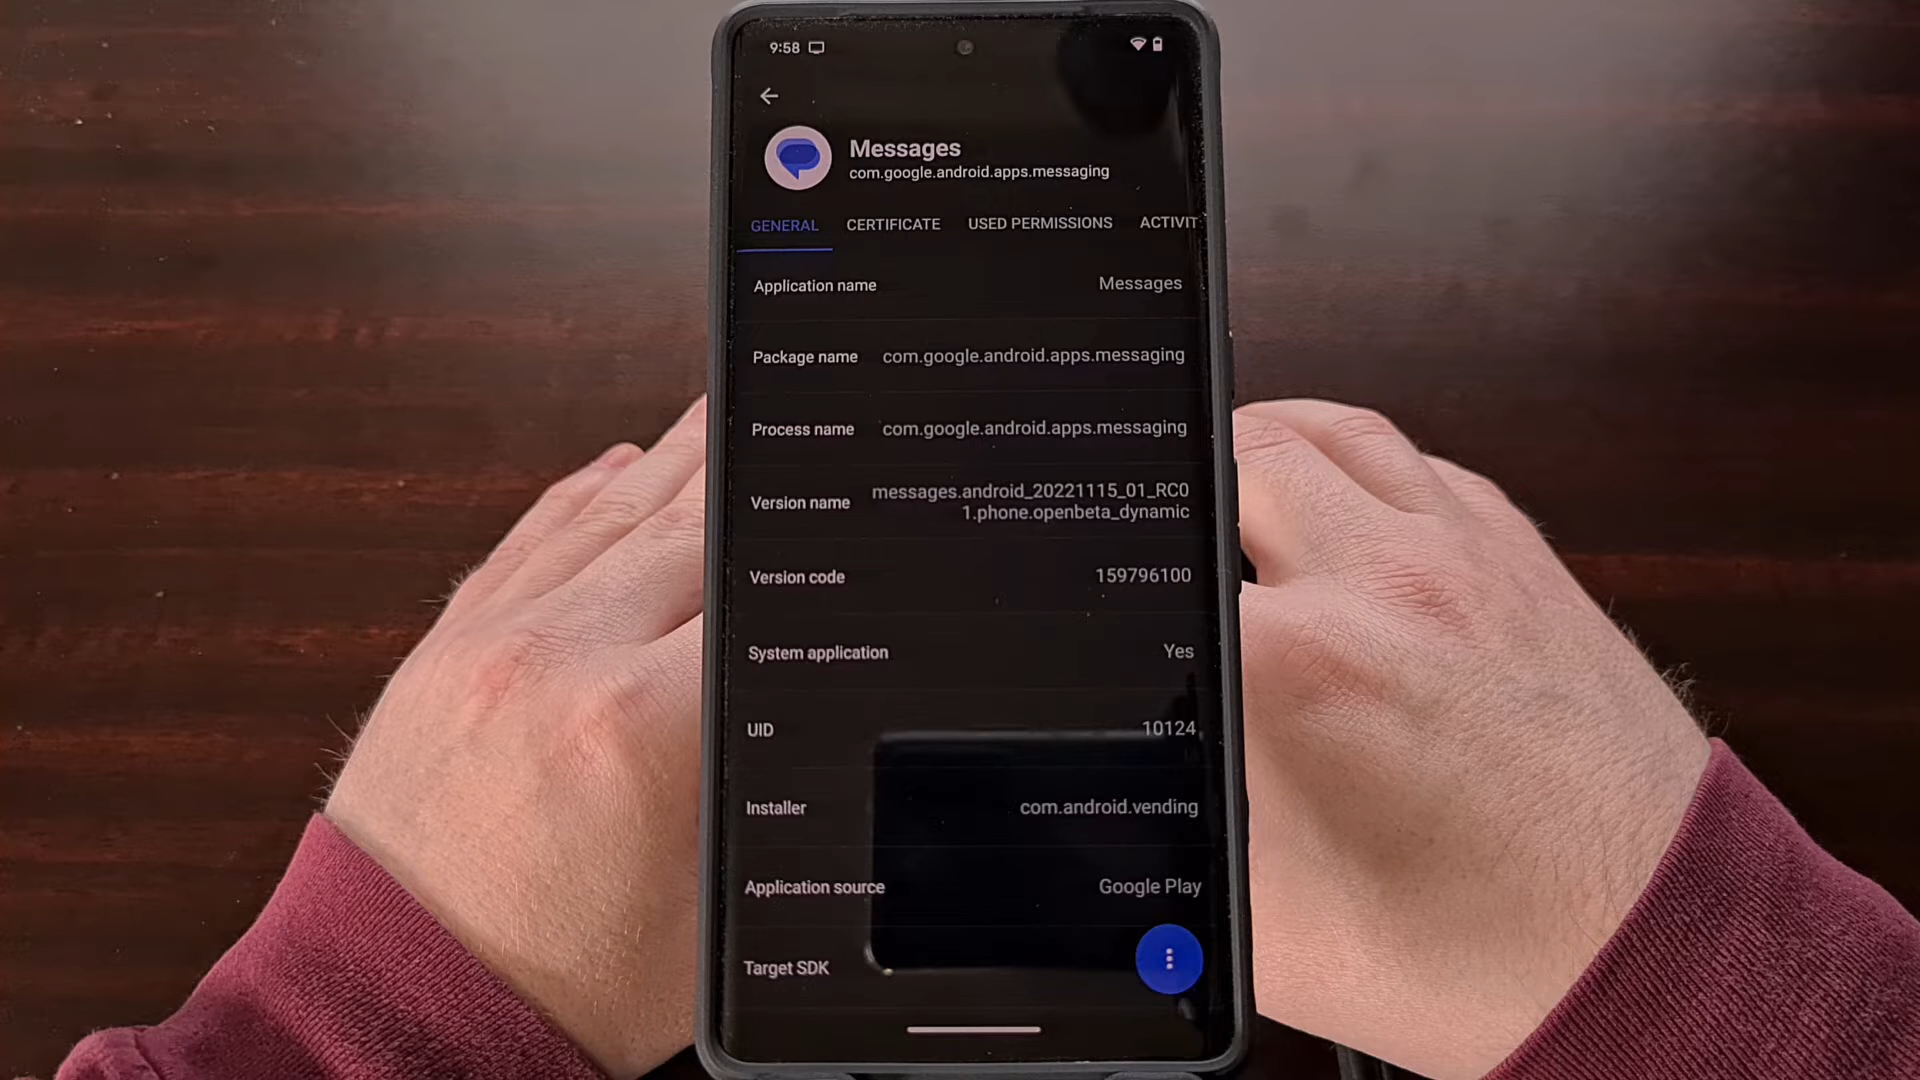 9:58
Messages
com.google.android.apps.messaging
GENERAL CERTIFICATE USED PERMISSIONS ACTIVIT
Application name Messages
Package name com.google.android.apps.messaging
Process name com.google.android.apps.messaging
Version name messages.android_20221115_01_RC0
1.phone.openbeta_dynamic
Version code 159796100
System application Yes
UID 10124
Installer com.android.vending
Application source Google Play
Target SDK